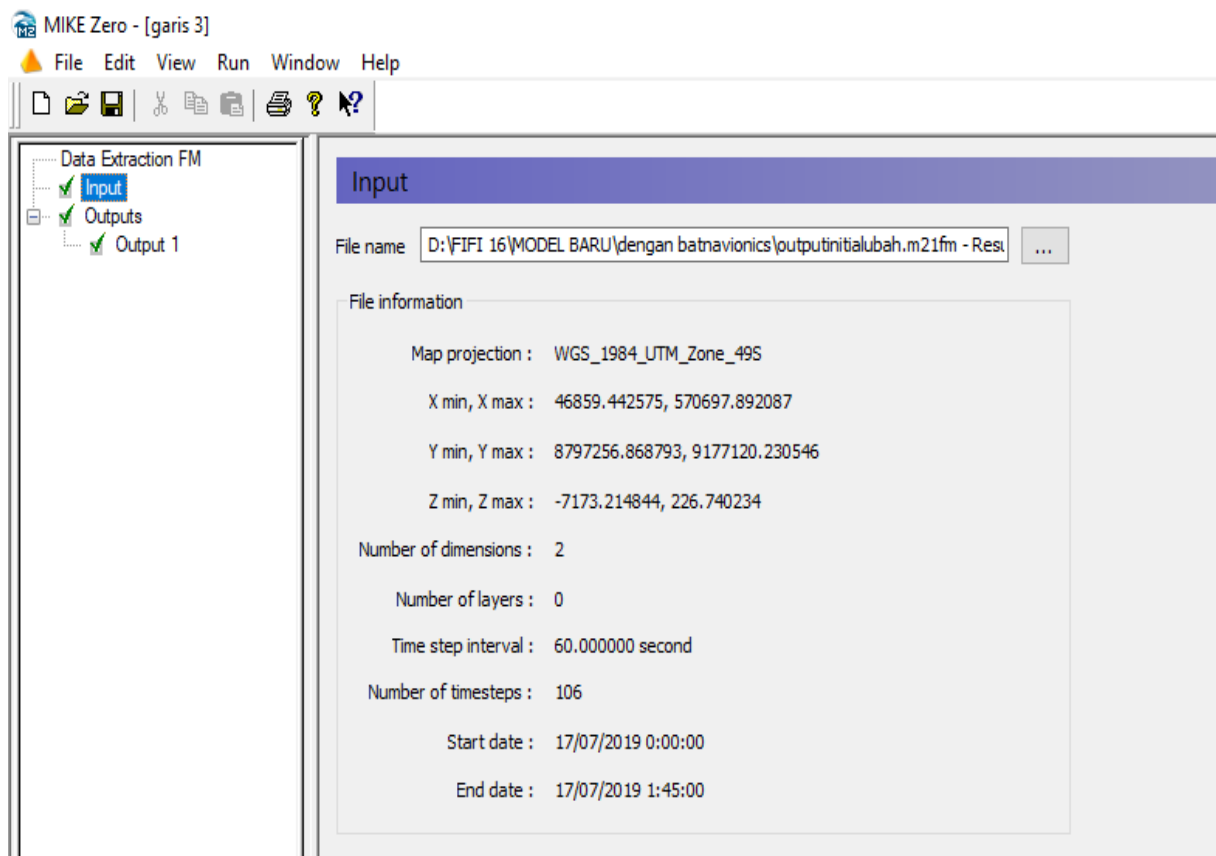 MIKE Zero - [garis 3]
File Edit View Run Window Help
Data Extraction FM
Input
Outputs
Output 1
Input
File name D:\FIFI 16\MODEL BARU\dengan batnavionics\outputinitialubah.m21fm - Resu ...
File information
Map projection : WGS_1984_UTM_Zone_49S
X min, X max : 46859.442575, 570697.892087
Y min, Y max : 8797256.868793, 9177120.230546
Z min, Z max : -7173.214844, 226.740234
Number of dimensions : 2
Number of layers : 0
Time step interval : 60.000000 second
Number of timesteps : 106
Start date : 17/07/2019 0:00:00
End date : 17/07/2019 1:45:00